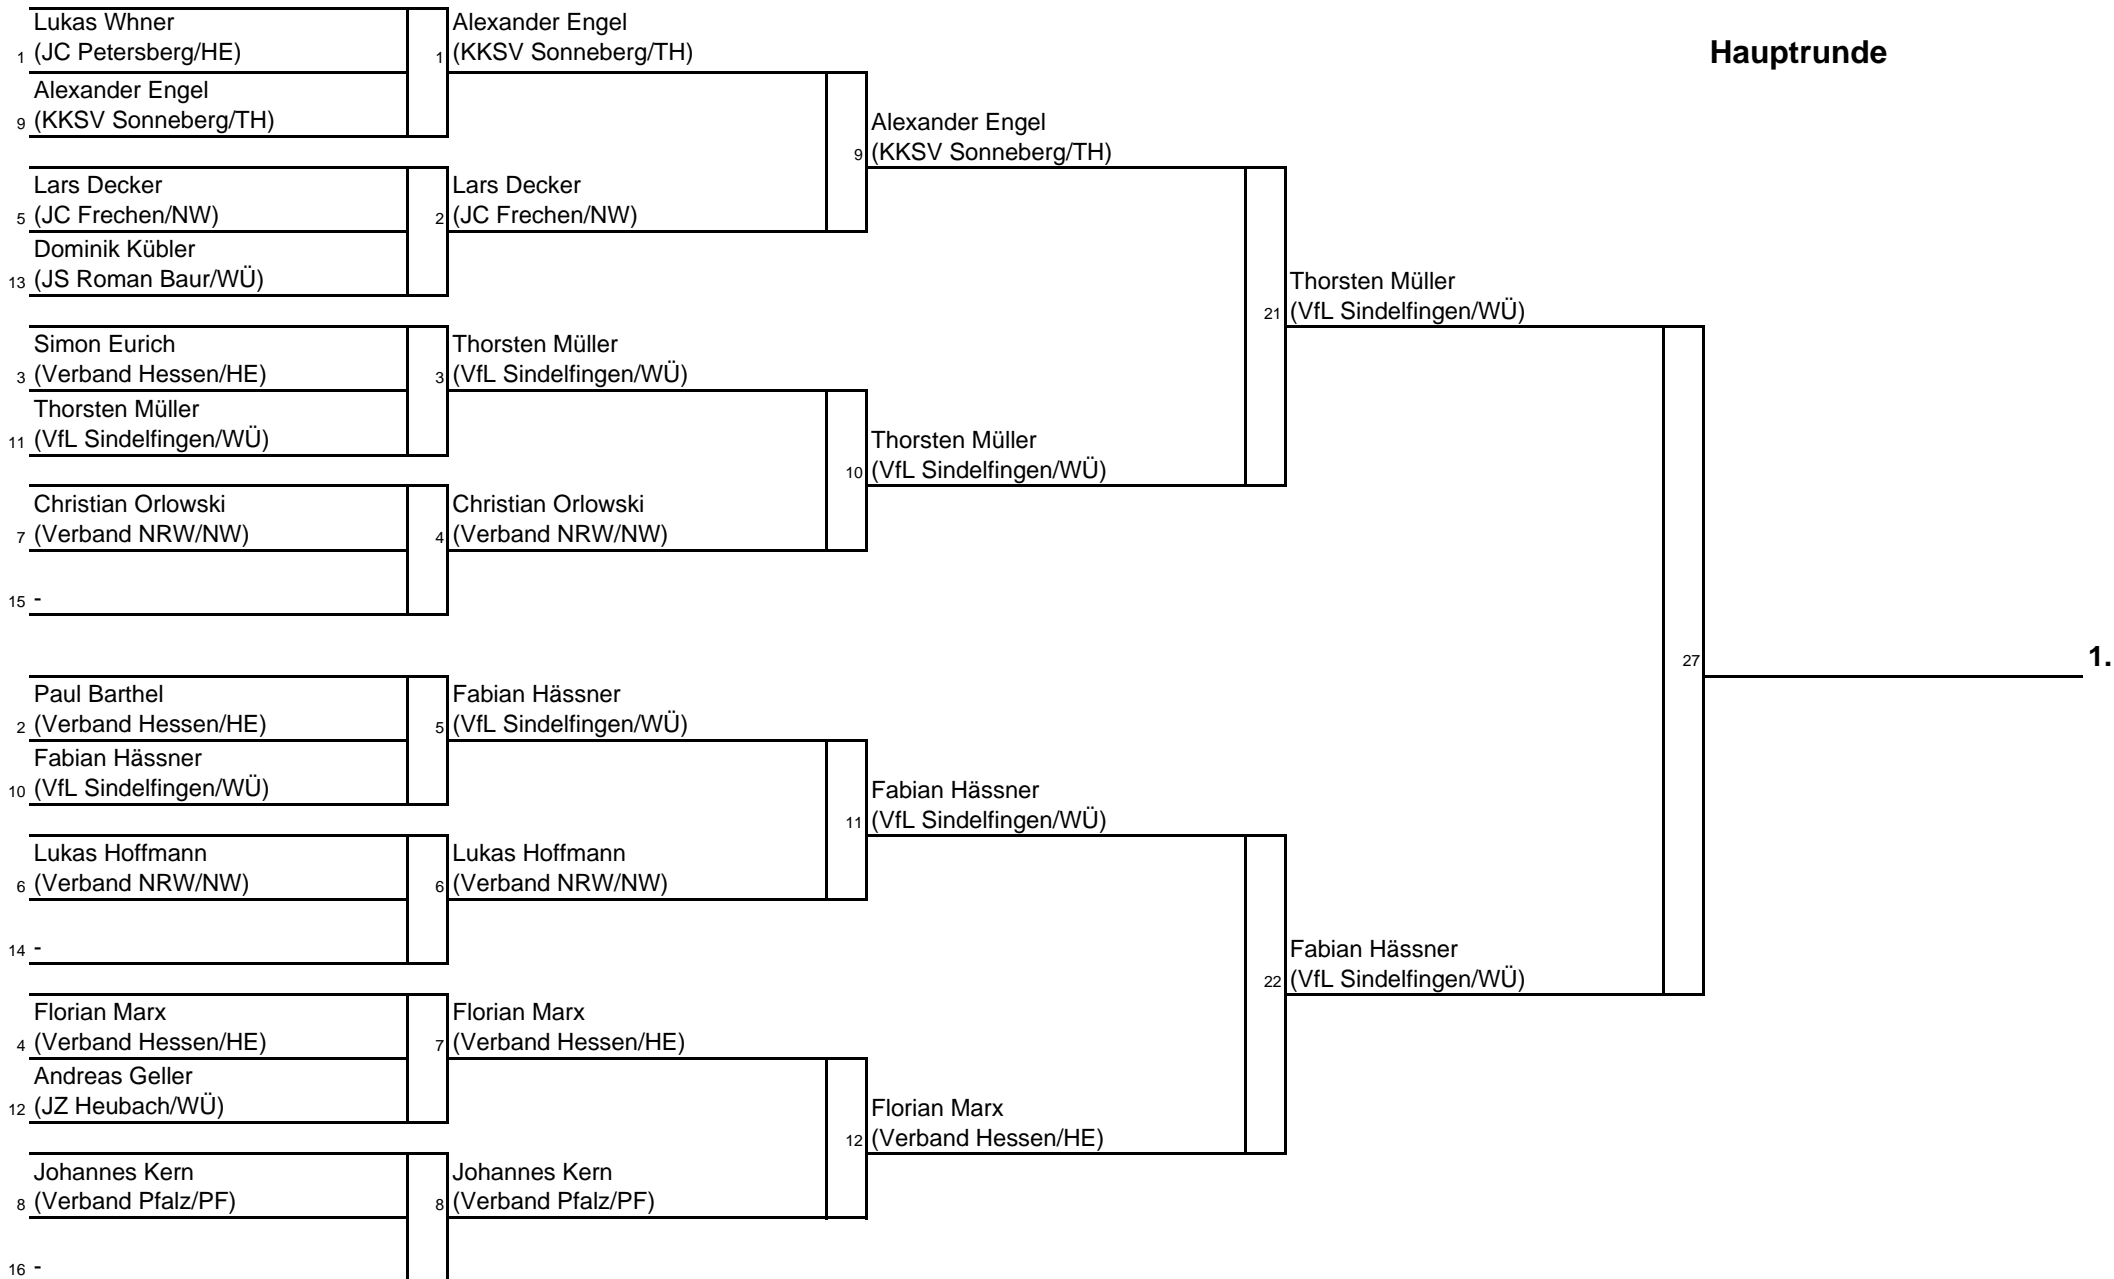 Hauptrunde
Lukas Whner
1 (JC Petersberg/HE)
Alexander Engel
9 (KKSV Sonneberg/TH)
Lars Decker
5 (JC Frechen/NW)
Dominik Kübler
13 (JS Roman Baur/WÜ)
Simon Eurich
3 (Verband Hessen/HE)
Thorsten Müller
11 (VfL Sindelfingen/WÜ)
Christian Orlowski
7 (Verband NRW/NW)
15 -
Paul Barthel
2 (Verband Hessen/HE)
Fabian Hässner
10 (VfL Sindelfingen/WÜ)
Lukas Hoffmann
6 (Verband NRW/NW)
14 -
Florian Marx
4 (Verband Hessen/HE)
Andreas Geller
12 (JZ Heubach/WÜ)
Johannes Kern
8 (Verband Pfalz/PF)
16 -
Alexander Engel
1 (KKSV Sonneberg/TH)
Lars Decker
2 (JC Frechen/NW)
Thorsten Müller
3 (VfL Sindelfingen/WÜ)
Christian Orlowski
4 (Verband NRW/NW)
Fabian Hässner
5 (VfL Sindelfingen/WÜ)
Lukas Hoffmann
6 (Verband NRW/NW)
Florian Marx
7 (Verband Hessen/HE)
Johannes Kern
8 (Verband Pfalz/PF)
Alexander Engel
9 (KKSV Sonneberg/TH)
Thorsten Müller
10 (VfL Sindelfingen/WÜ)
Fabian Hässner
11 (VfL Sindelfingen/WÜ)
Florian Marx
12 (Verband Hessen/HE)
Thorsten Müller
21 (VfL Sindelfingen/WÜ)
Fabian Hässner
22 (VfL Sindelfingen/WÜ)
27
1.